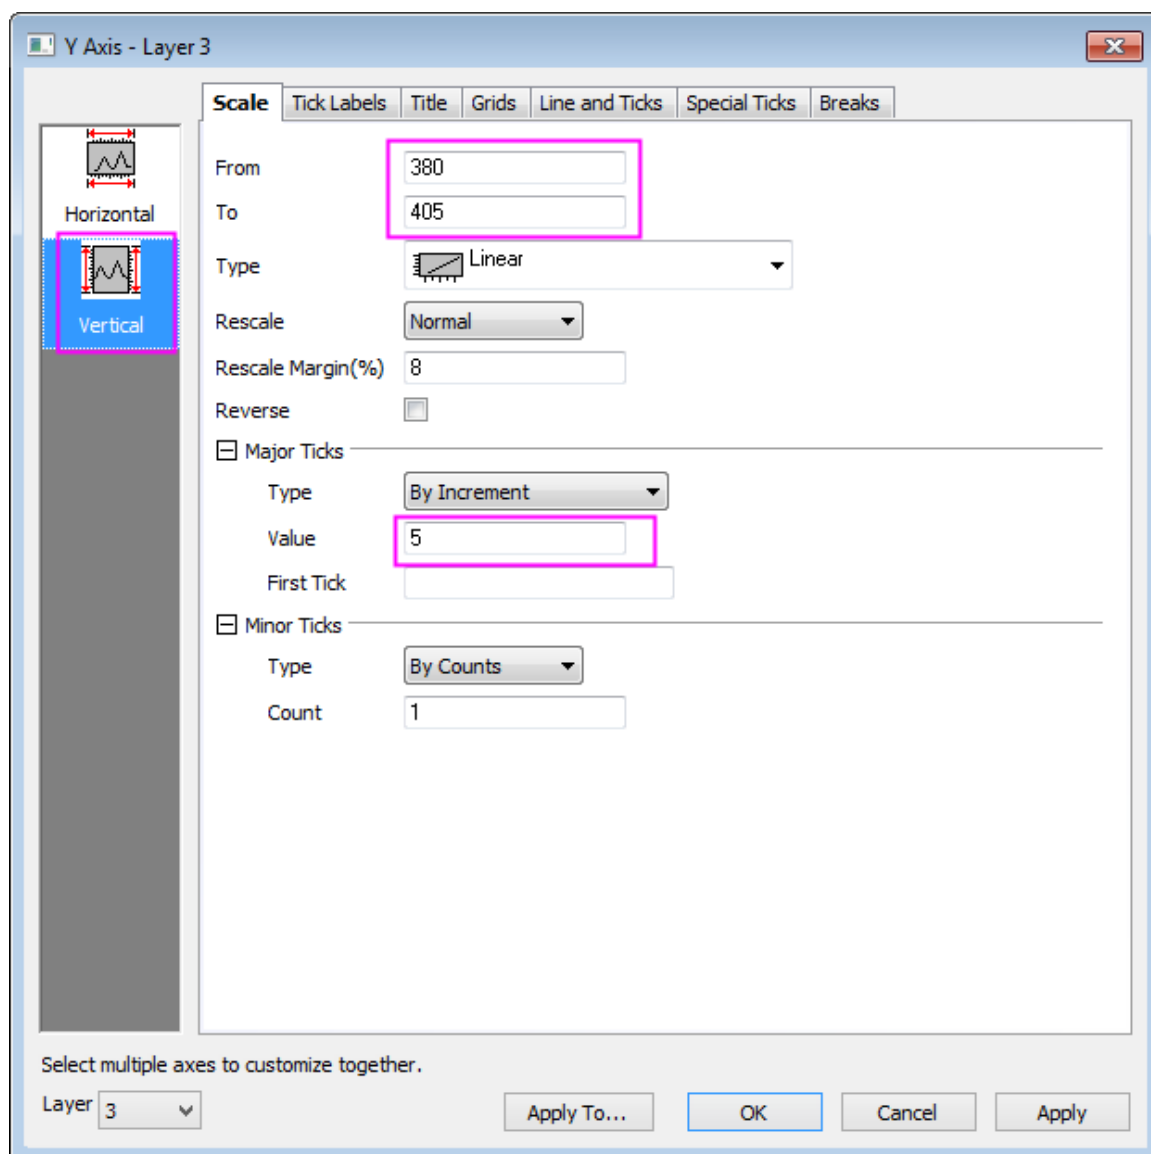 Y Axis - Layer 3
Scale Tick Labels Title Grids Line and Ticks Special Ticks Breaks
Horizontal
Vertical
From 380
To 405
Type Linear
Rescale Normal
Rescale Margin(%) 8
Reverse
Major Ticks
Type By Increment
Value 5
First Tick
Minor Ticks
Type By Counts
Count 1
Select multiple axes to customize together.
Layer 3 Apply To... OK Cancel Apply